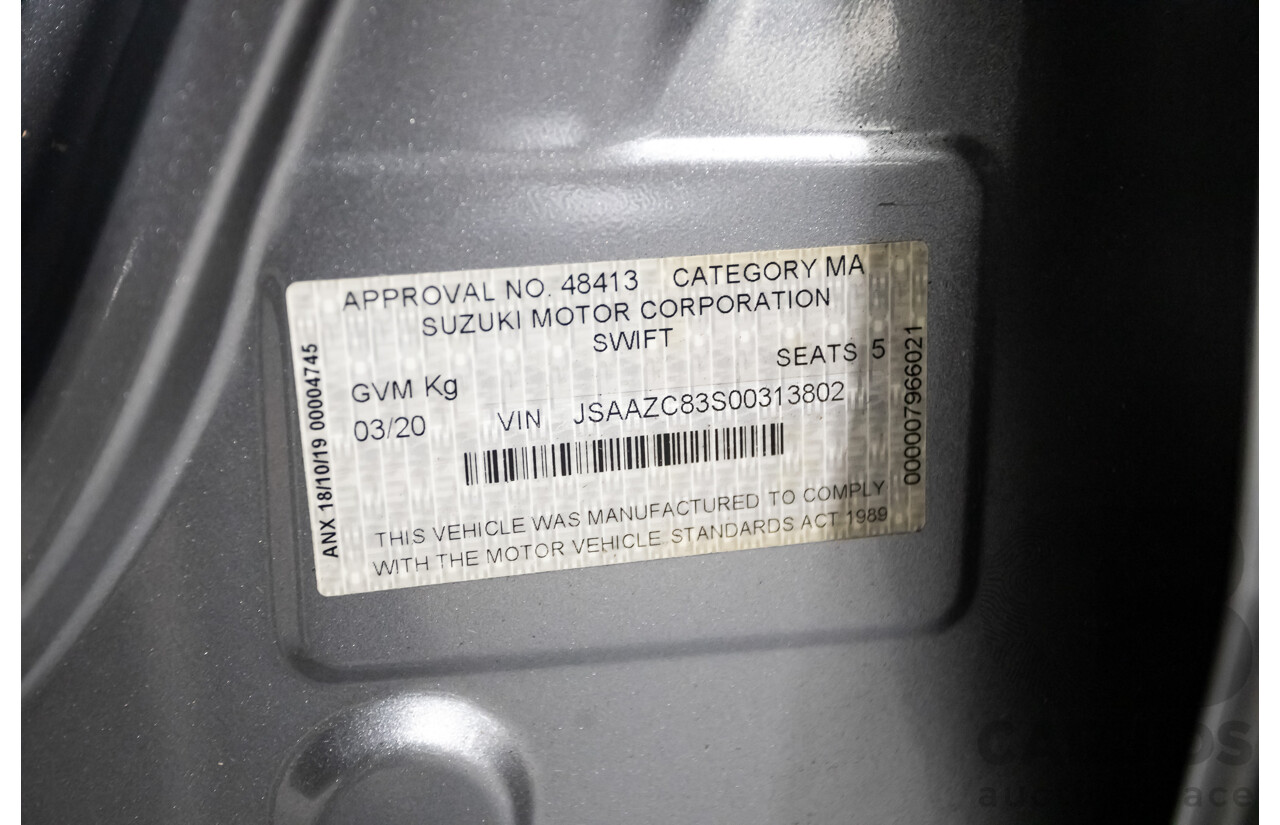 APPROVAL NO. 48413 CATEGORY MA
SUZUKI MOTOR CORPORATION
SWIFT
SEATS 5
GVM Kg
03/20 VIN JSAAZC83S00313802
THIS VEHICLE WAS MANUFACTURED TO COMPLY
WITH THE MOTOR VEHICLE STANDARDS ACT 1989
ANX 18/10/19 00004745
0000079666021